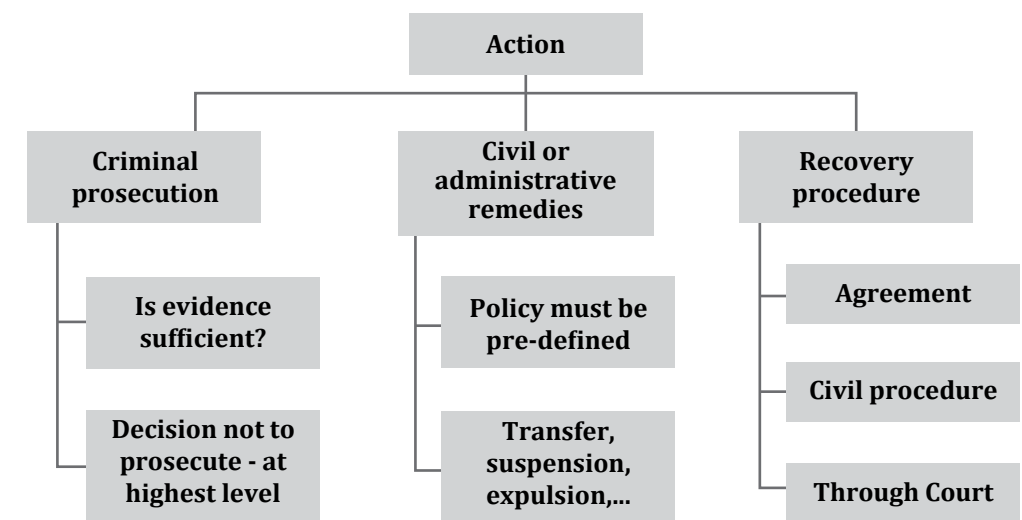 Action
Criminal
prosecution
Is evidence
sufficient?
Decision not to
prosecute - at
highest level
Civil or
administrative
remedies
Policy must be
pre-defined
Transfer,
suspension,
expulsion,...
Recovery
procedure
Agreement
Civil procedure
Through Court